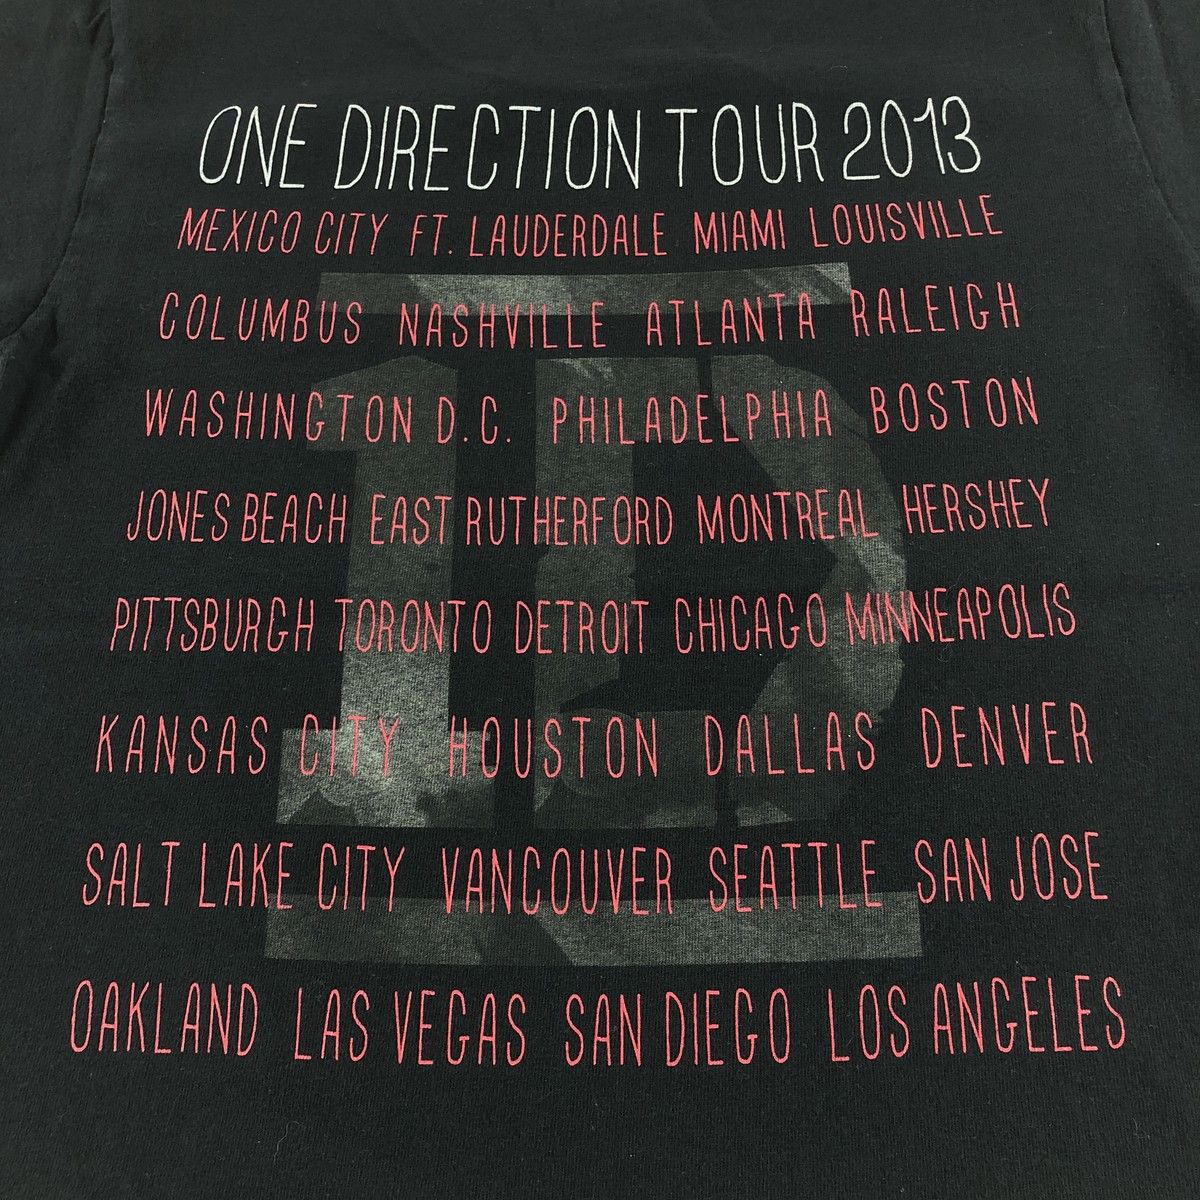 ONE DIRECTION TOUR 2013
MEXICO CITY FT. LAUDERDALE MIAMI LOUISVILLE
COLUMBUS NASHVILLE ATLANTA RALEIGH
WASHINGTON D.C. PHILADELPHIA BOSTON
JONES BEACH EAST RUTHERFORD MONTREAL HERSHEY
PITTSBURGH TORONTO DETROIT CHICAGO MINNEAPOLIS
KANSAS CITY HOUSTON DALLAS DENVER
SALT LAKE CITY VANCOUVER SEATTLE SAN JOSE
OAKLAND LAS VEGAS SAN DIEGO LOS ANGELES
1D